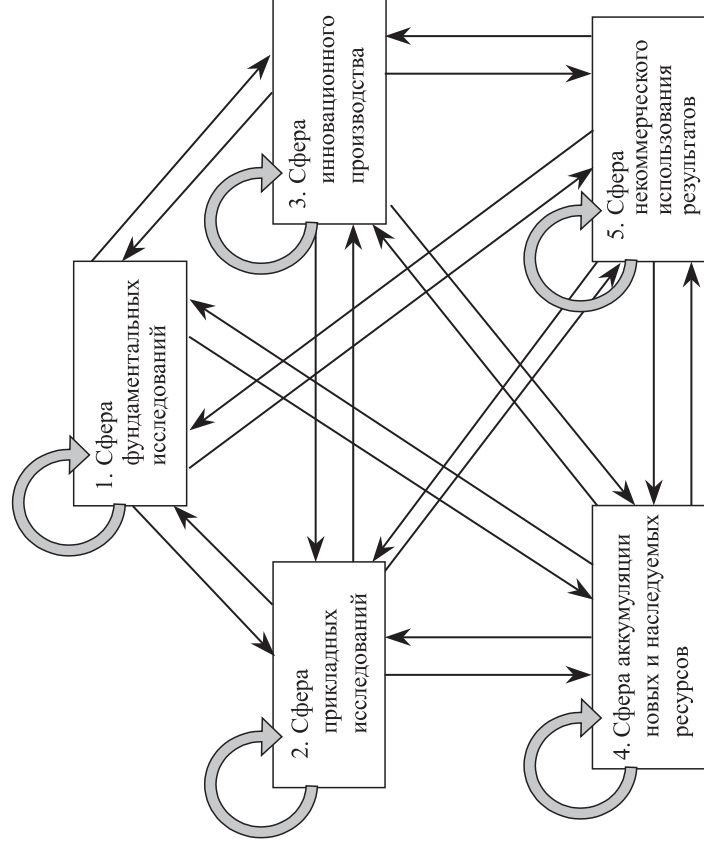 1. Сфера
фундаментальных
исследований
2. Сфера
прикладных
исследований
3. Сфера
инновационного
производства
4. Сфера аккумуляции
новых и наследуемых
ресурсов
5. Сфера
некоммерческого
использования
результатов